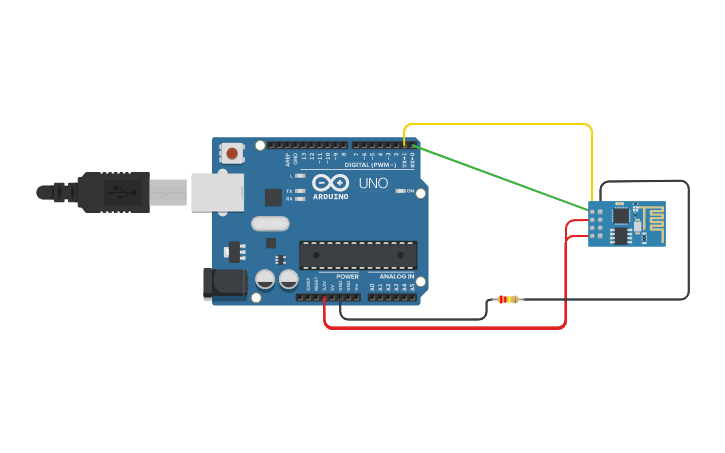 AREF
GND
13
12
~11
~10
~9
8
7
~6
~5
4
~3
2
TX→1
RX←0
DIGITAL (PWM~)
L
TX
RX
UNO
ON
ARDUINO
POWER
ANALOG IN
IOREF
RESET
3.3V
5V
GND
GND
Vin
A0
A1
A2
A3
A4
A5